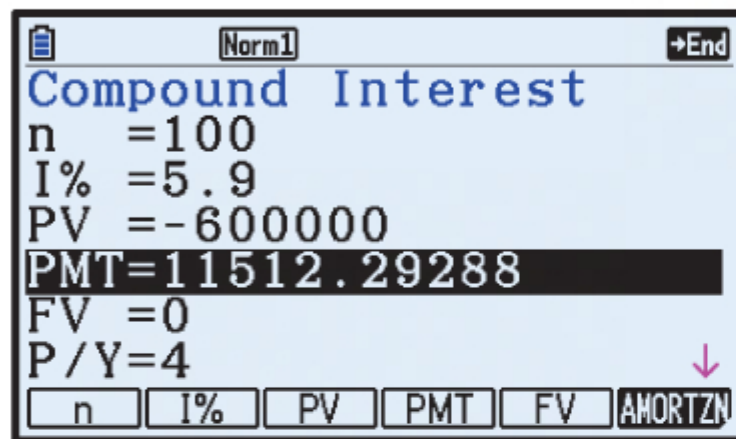 Norm1 →End
Compound Interest
n =100
I% =5.9
PV =-600000
PMT=11512.29288
FV =0
P/Y=4 ↓
n I% PV PMT FV AMORTZN